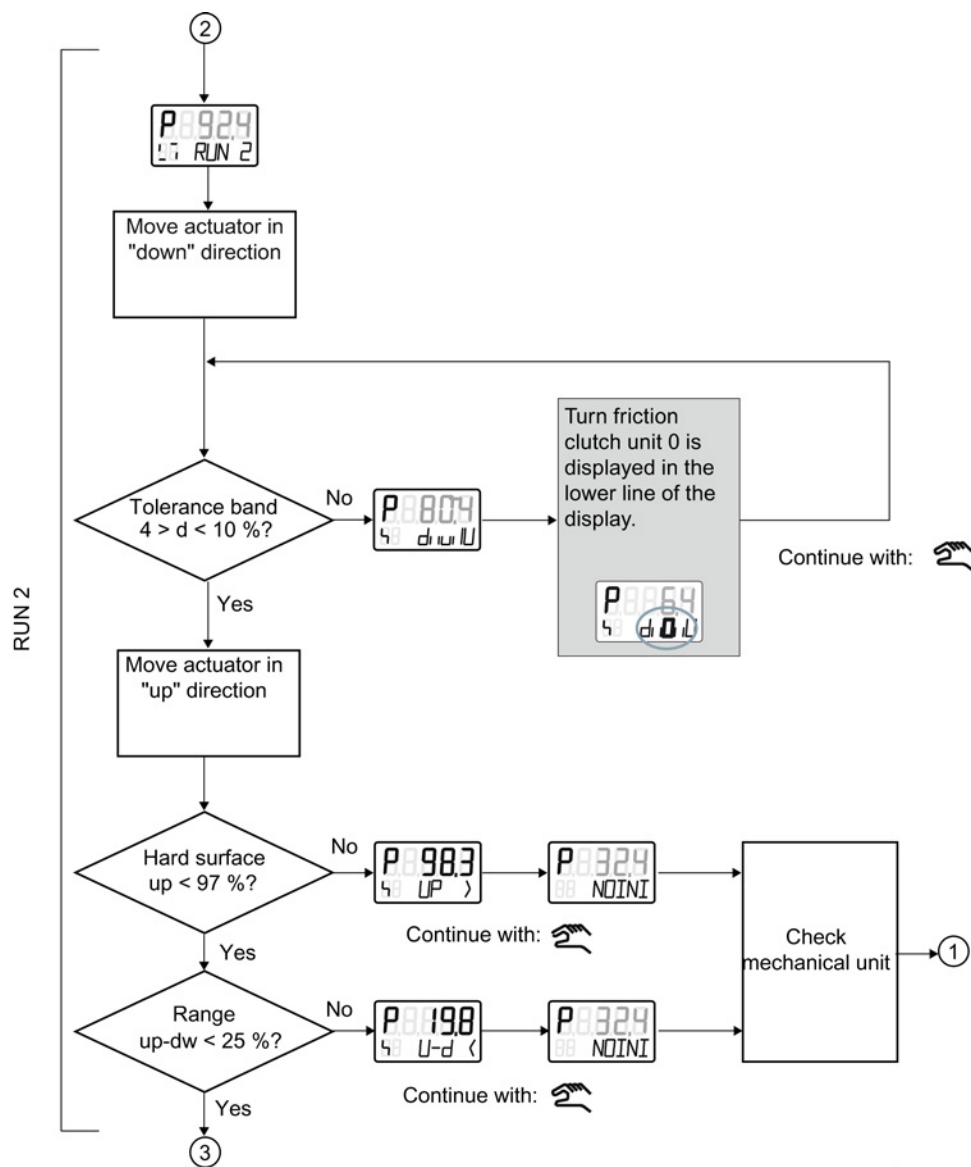 2
P 92.4
RUN 2
Move actuator in
"down" direction
Turn friction
clutch unit 0 is
displayed in the
lower line of the
display.
Tolerance band
4 > d < 10 %?
No
P 80.4
P 6.4
Continue with:
Yes
RUN 2
Move actuator in
"up" direction
Hard surface
up < 97 %?
No
P 98.3
UP >
P 32.4
NOINI
Continue with:
Check
mechanical unit
1
Yes
Range
up-dw < 25 %?
No
P 19.8
U-d <
P 32.4
NOINI
Continue with:
Yes
3